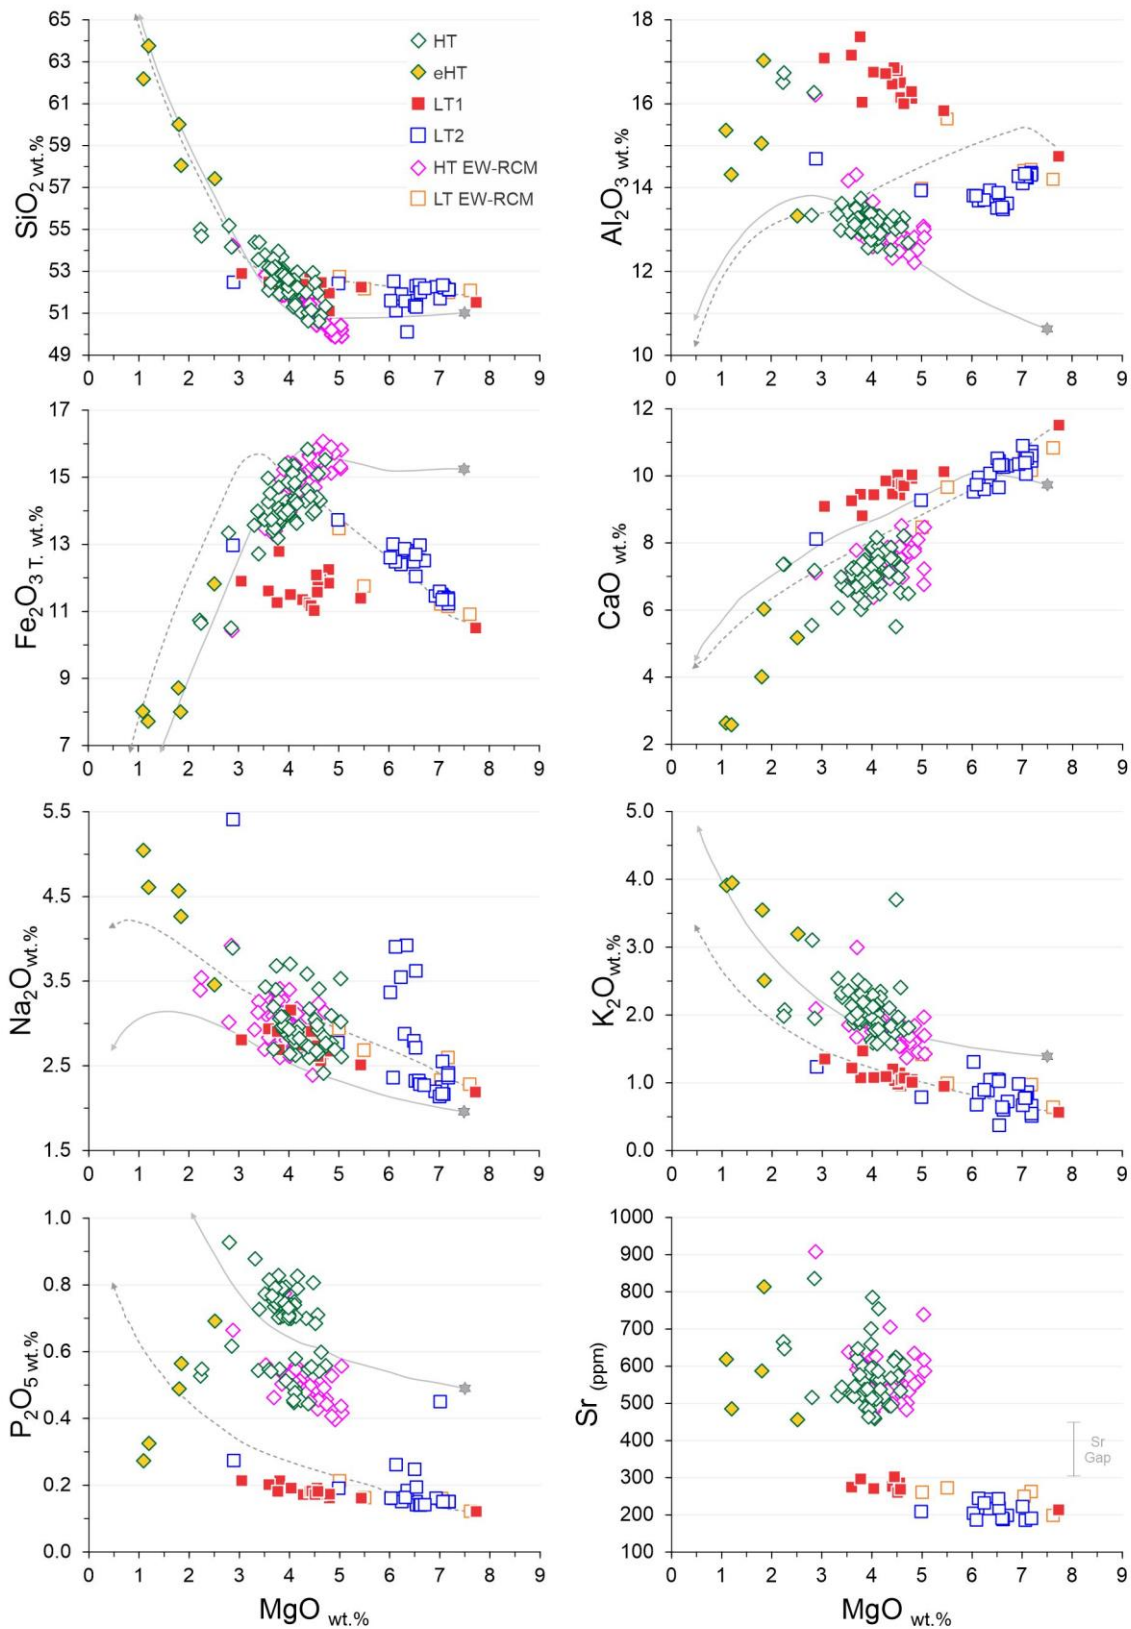 65
63
61
59
57
55
53
51
49
SiO2 wt.%
0 1 2 3 4 5 6 7 8 9
HT
eHT
LT1
LT2
HT EW-RCM
LT EW-RCM
18
16
14
12
10
Al2O3 wt.%
0 1 2 3 4 5 6 7 8 9
17
15
13
11
9
7
Fe2O3 T. wt.%
0 1 2 3 4 5 6 7 8 9
12
10
8
6
4
2
CaO wt.%
0 1 2 3 4 5 6 7 8 9
5.5
4.5
3.5
2.5
1.5
Na2O wt.%
0 1 2 3 4 5 6 7 8 9
5.0
4.0
3.0
2.0
1.0
0.0
K2O wt.%
0 1 2 3 4 5 6 7 8 9
1.0
0.8
0.6
0.4
0.2
0.0
P2O5 wt.%
0 1 2 3 4 5 6 7 8 9
MgO wt.%
1000
900
800
700
600
500
400
300
200
100
Sr (ppm)
Sr
Gap
0 1 2 3 4 5 6 7 8 9
MgO wt.%